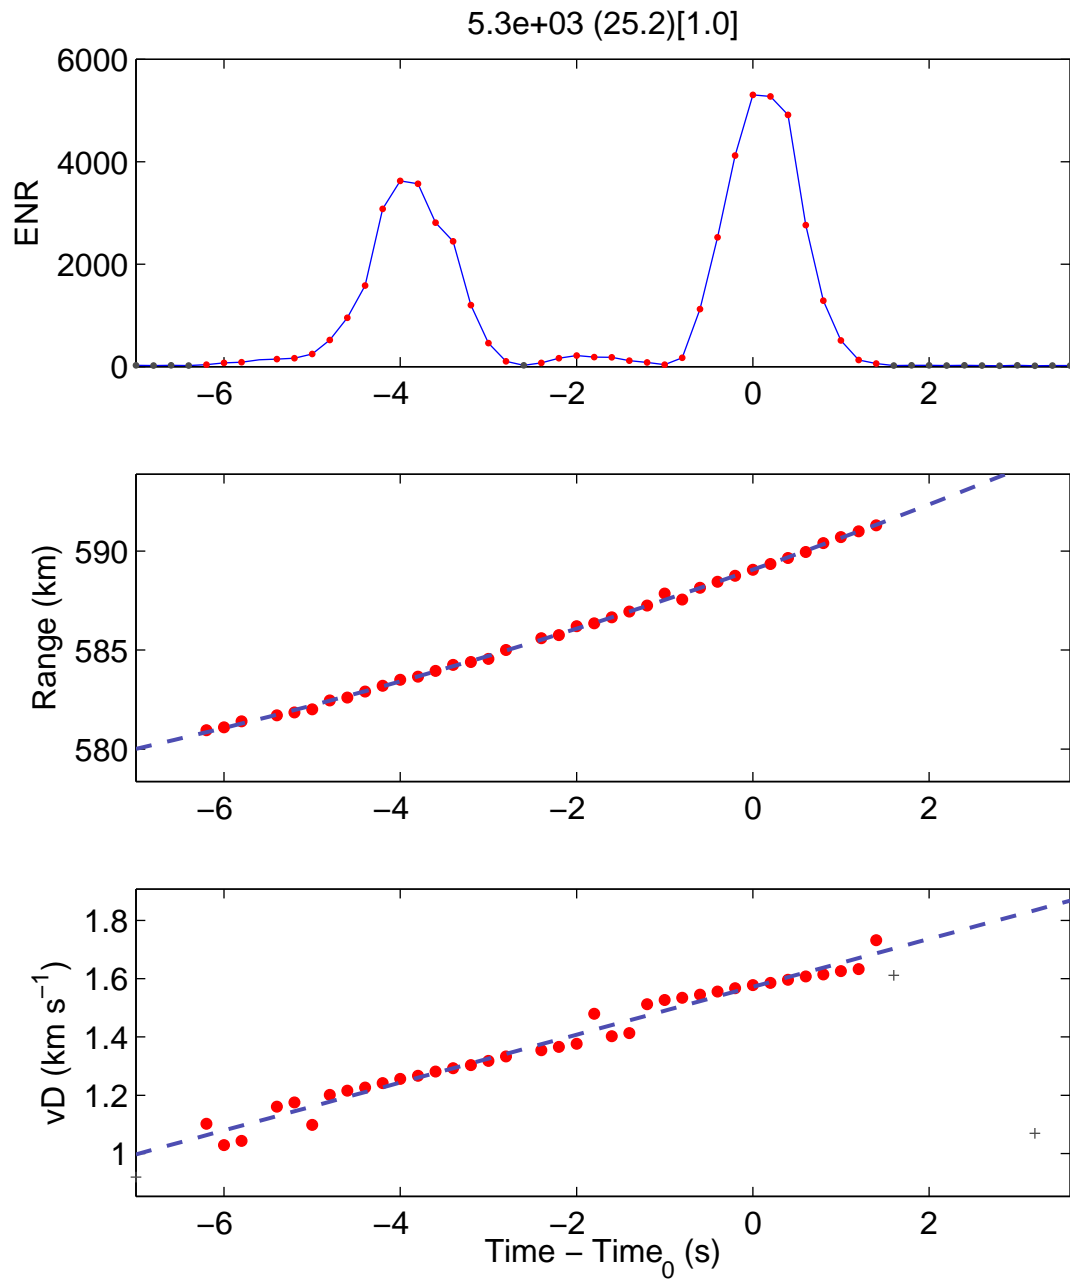 5.3e+03 (25.2)[1.0]
6000
4000
2000
0
ENR
−6 −4 −2 0 2
590
585
580
Range (km)
−6 −4 −2 0 2
1.8
1.6
1.4
1.2
1
vD (km s⁻¹)
−6 −4 −2 0 2
Time − Time₀ (s)